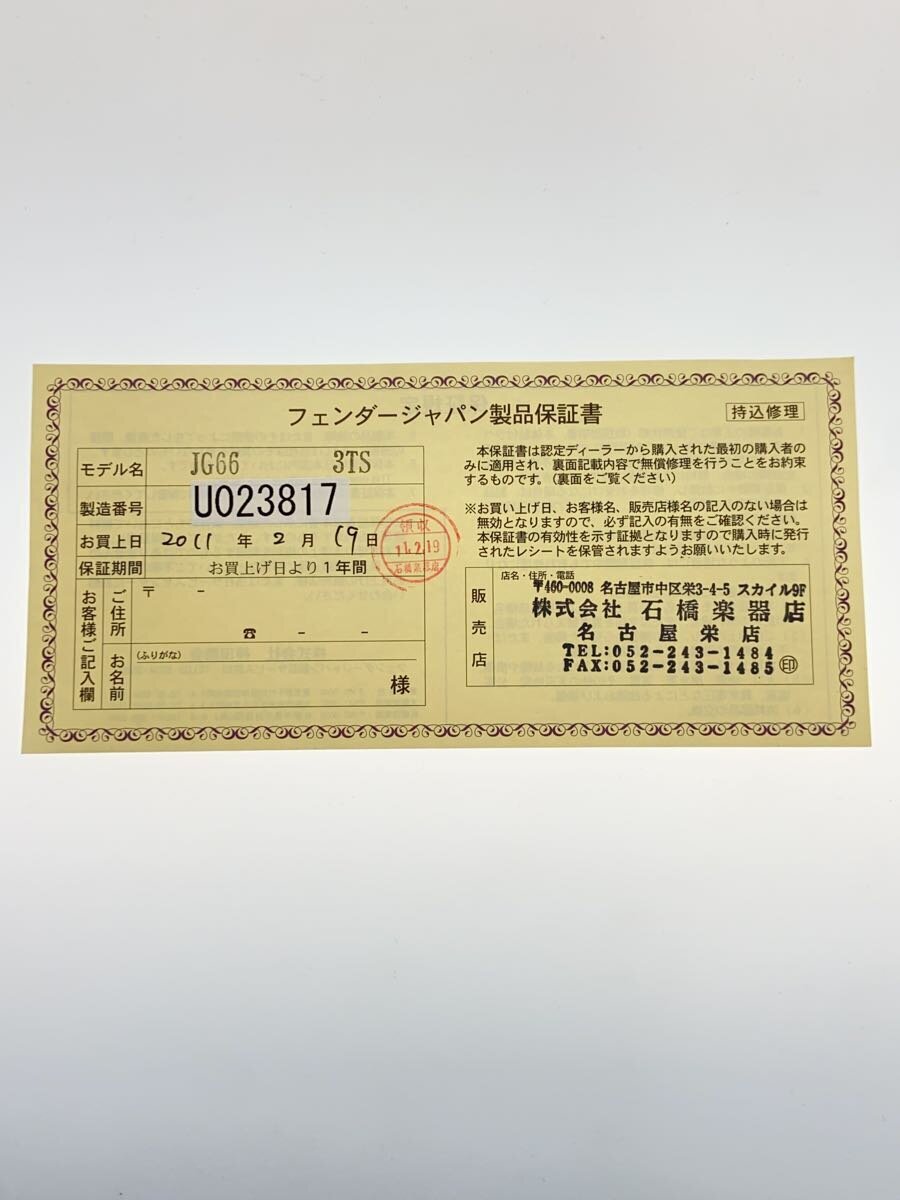 フェンダージャパン製品保証書
持込修理
モデル名 JG66 3TS
製造番号 U023817
お買上日 2011 年 2 月 19 日
保証期間 お買上げ日より1年間
お客様ご記入欄
ご住所 〒 -
☎ - -
お名前 (ふりがな)
様
領収
11.2.19
本保証書は認定ディーラーから購入された最初の購入者の
みに適用され、裏面記載内容で無償修理を行うことをお約束
するものです。(裏面をご覧ください)
※お買い上げ日、お客様名、販売店様名の記入のない場合は
無効となりますので、必ず記入の有無をご確認ください。
本保証書の有効性を示す証拠となりますので購入時に発行
されたレシートを保管されますようお願いいたします。
販売店
店名・住所・電話
〒460-0008 名古屋市中区栄3-4-5 スカイル9F
株式会社 石橋楽器店
名古屋栄店
TEL:052-243-1484
FAX:052-243-1485 印